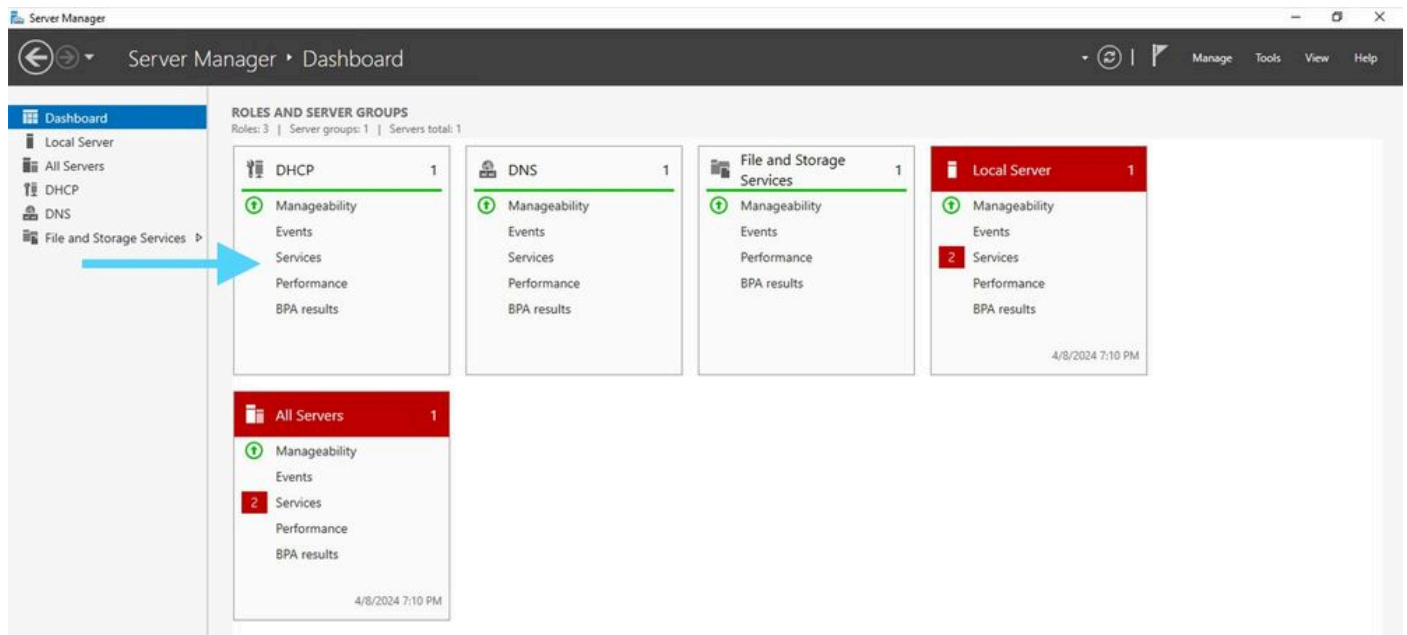 Server Manager
Server Manager ‣ Dashboard
Manage Tools View Help
Dashboard
Local Server
All Servers
DHCP
DNS
File and Storage Services
ROLES AND SERVER GROUPS
Roles: 3 | Server groups: 1 | Servers total: 1
DHCP 1
Manageability
Events
Services
Performance
BPA results
DNS 1
Manageability
Events
Services
Performance
BPA results
File and Storage
Services 1
Manageability
Events
Performance
BPA results
Local Server 1
Manageability
Events
2 Services
Performance
BPA results
4/8/2024 7:10 PM
All Servers 1
Manageability
Events
2 Services
Performance
BPA results
4/8/2024 7:10 PM